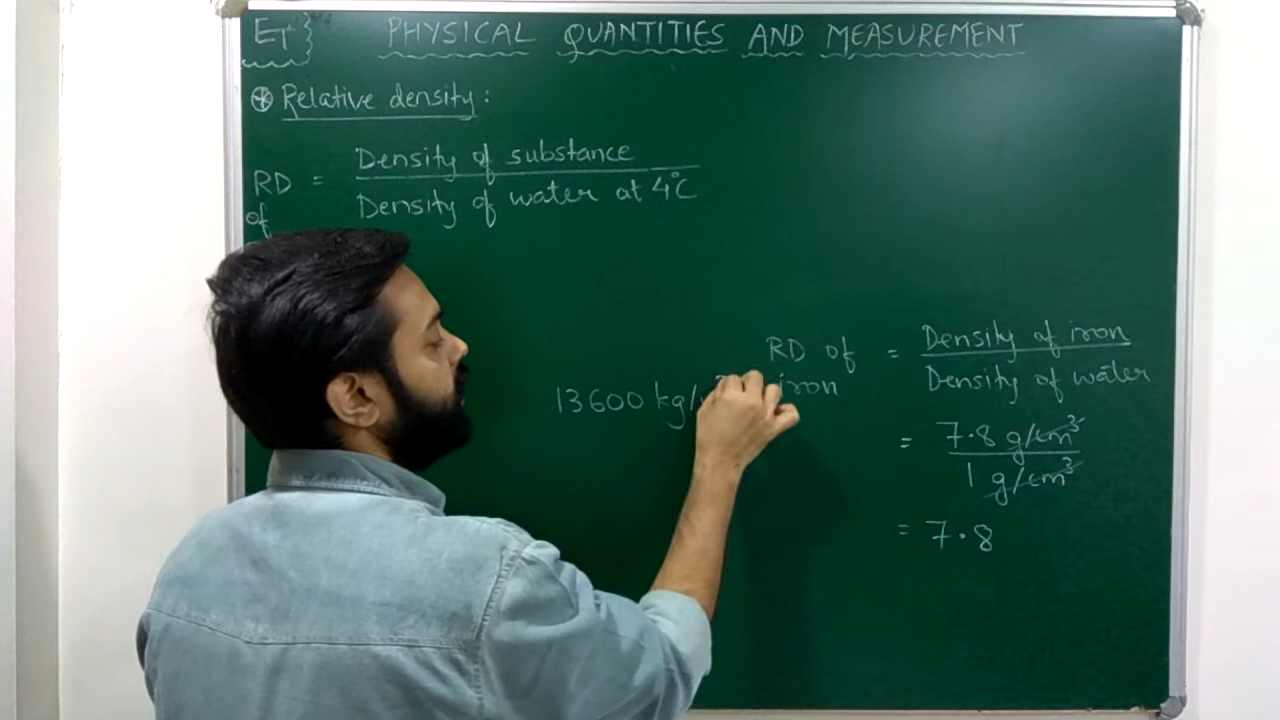 ET} PHYSICAL QUANTITIES AND MEASUREMENT
⊛ Relative density:
RD of = Density of substance
Density of water at 4°C
RD of iron = Density of iron
Density of water
13600 kg/
= 7.8 g/cm³
1 g/cm³
= 7.8